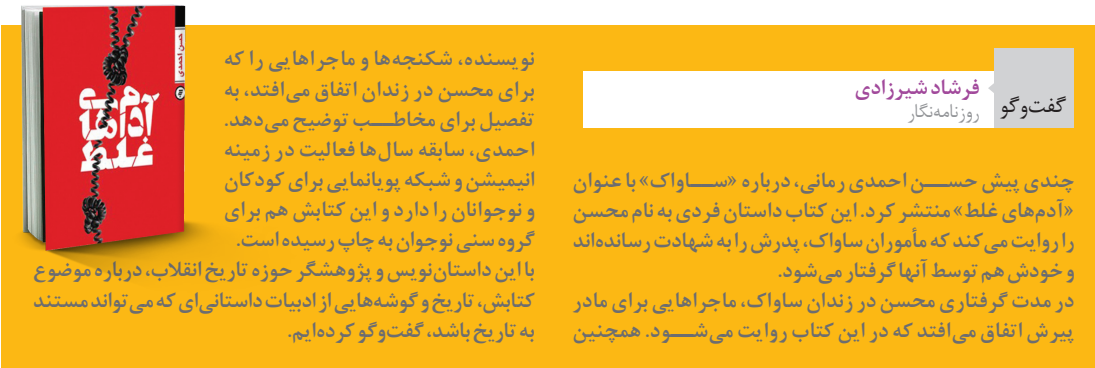 گفت‌وگو
فرشاد شیرزادی
روزنامه‌نگار
چندی پیش حسن احمدی رمانی، درباره «ساواک» با عنوان
«آدم‌های غلط» منتشر کرد. این کتاب داستان فردی به نام محسن
را روایت می‌کند که مأموران ساواک، پدرش را به شهادت رسانده‌اند
و خودش هم توسط آنها گرفتار می‌شود.
در مدت گرفتاری محسن در زندان ساواک، ماجراهایی برای مادر
پیرش اتفاق می‌افتد که در این کتاب روایت می‌شود. همچنین
نویسنده، شکنجه‌ها و ماجراهایی را که
برای محسن در زندان اتفاق می‌افتد، به
تفصیل برای مخاطب توضیح می‌دهد.
احمدی، سابقه سال‌ها فعالیت در زمینه
انیمیشن و شبکه پویانمایی برای کودکان
و نوجوانان را دارد و این کتابش هم برای
گروه سنی نوجوان به چاپ رسیده است.
با این داستان‌نویس و پژوهشگر حوزه تاریخ انقلاب، درباره موضوع
کتابش، تاریخ و گوشه‌هایی از ادبیات داستانی‌ای که می‌تواند مستند
به تاریخ باشد، گفت‌وگو کرده‌ایم.
حسن احمدی
آدم‌های
غلط